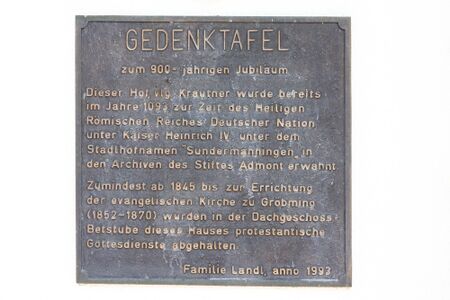 GEDENKTAFEL
zum 900-jährigen Jubiläum
Dieser Hof vlg. Krautner wurde bereits
im Jahre 1093 zur Zeit des Heiligen
Römischen Reiches Deutscher Nation
unter Kaiser Heinrich IV. unter dem
Stadlhofnamen "Sundermanningen" in
den Archiven des Stiftes Admont erwähnt.
Zumindest ab 1845 bis zur Errichtung
der evangelischen Kirche zu Gröbming
(1852-1870) wurden in der Dachgeschoss-
Betstube dieses Hauses protestantische
Gottesdienste abgehalten.
Familie Landl, anno 1993